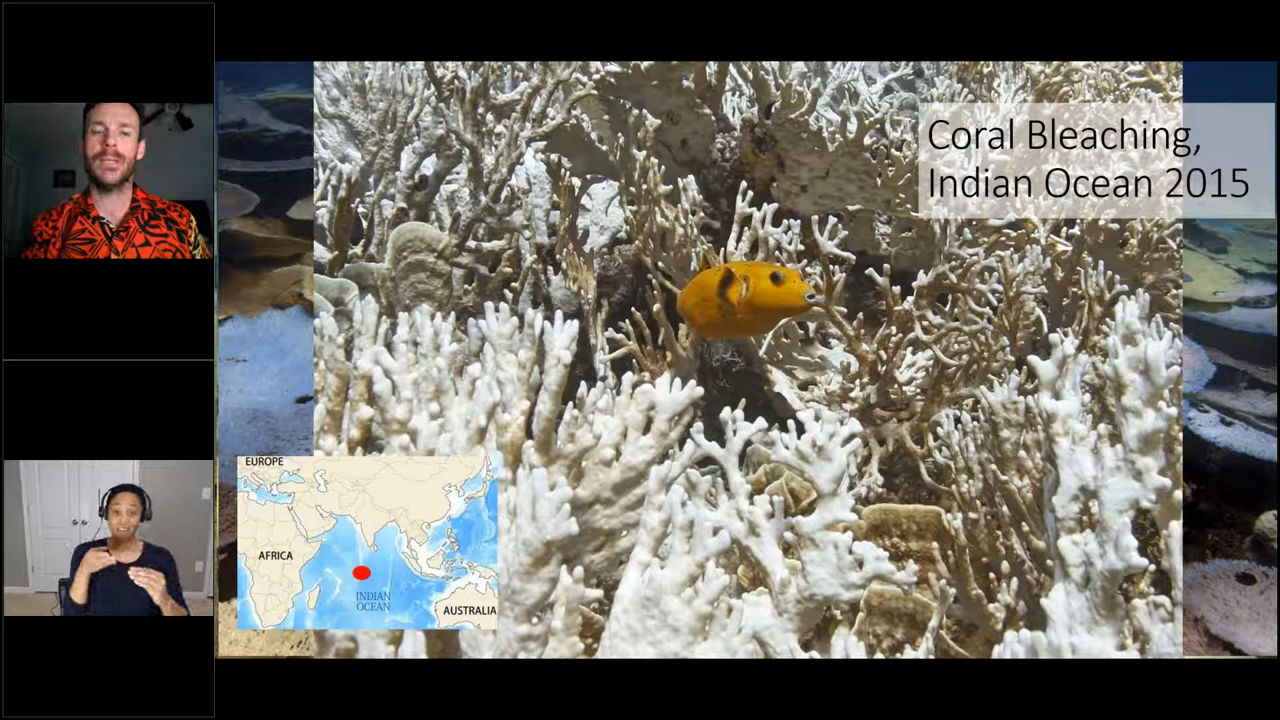 Coral Bleaching,
Indian Ocean 2015
EUROPE
AFRICA
INDIAN
OCEAN
AUSTRALIA